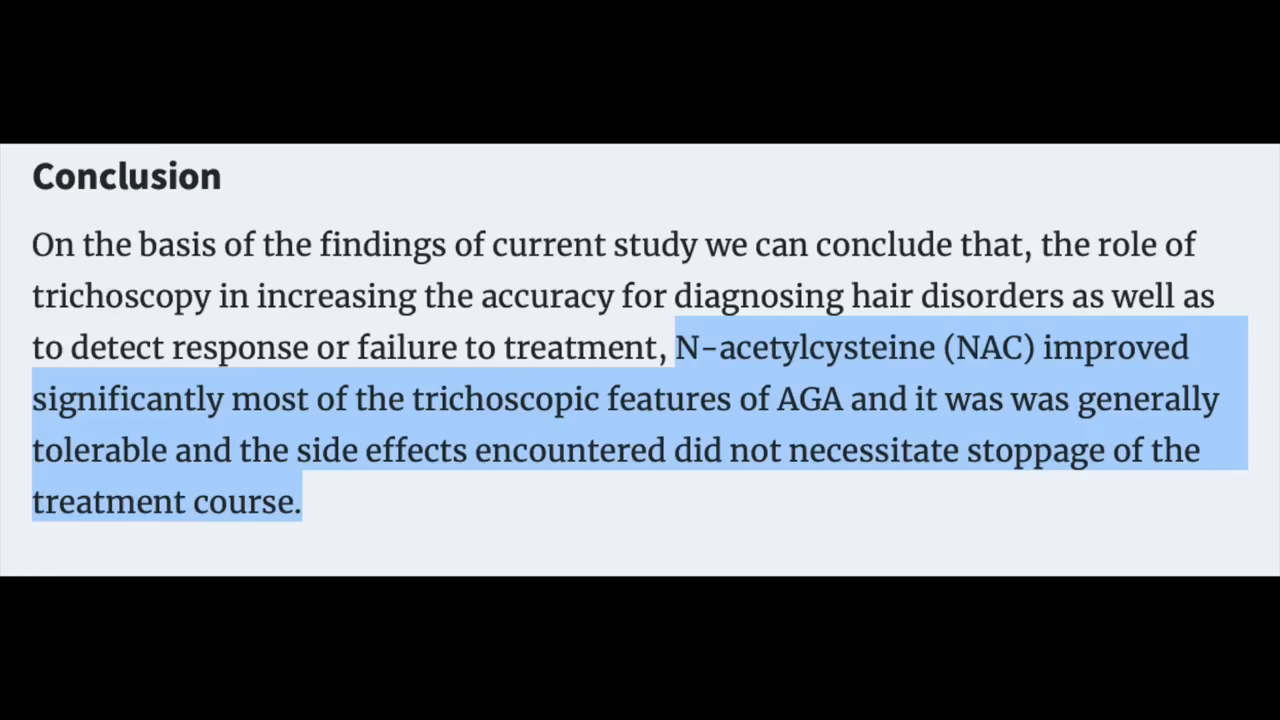 Conclusion
On the basis of the findings of current study we can conclude that, the role of
trichoscopy in increasing the accuracy for diagnosing hair disorders as well as
to detect response or failure to treatment, N-acetylcysteine (NAC) improved
significantly most of the trichoscopic features of AGA and it was was generally
tolerable and the side effects encountered did not necessitate stoppage of the
treatment course.